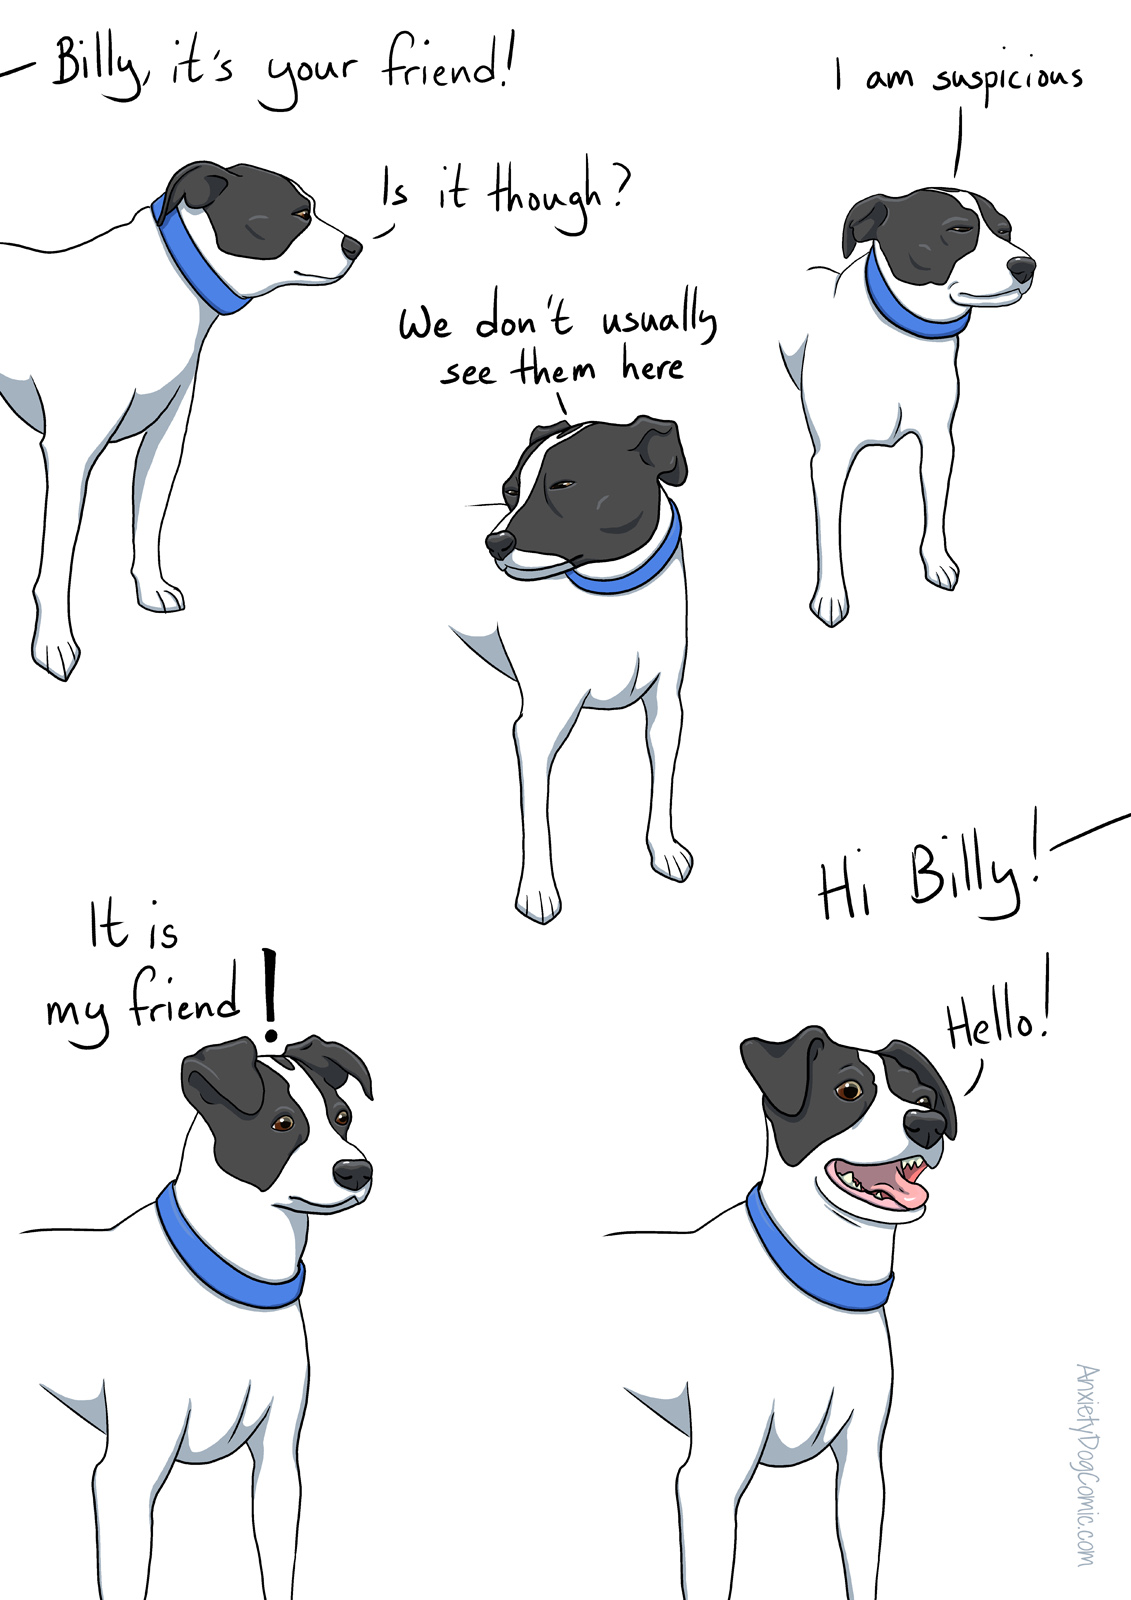 Billy, it's your friend!
Is it though?
I am suspicious
We don't usually
see them here
It is
my friend!
Hi Billy!
Hello!
AnxietyDogComic.com